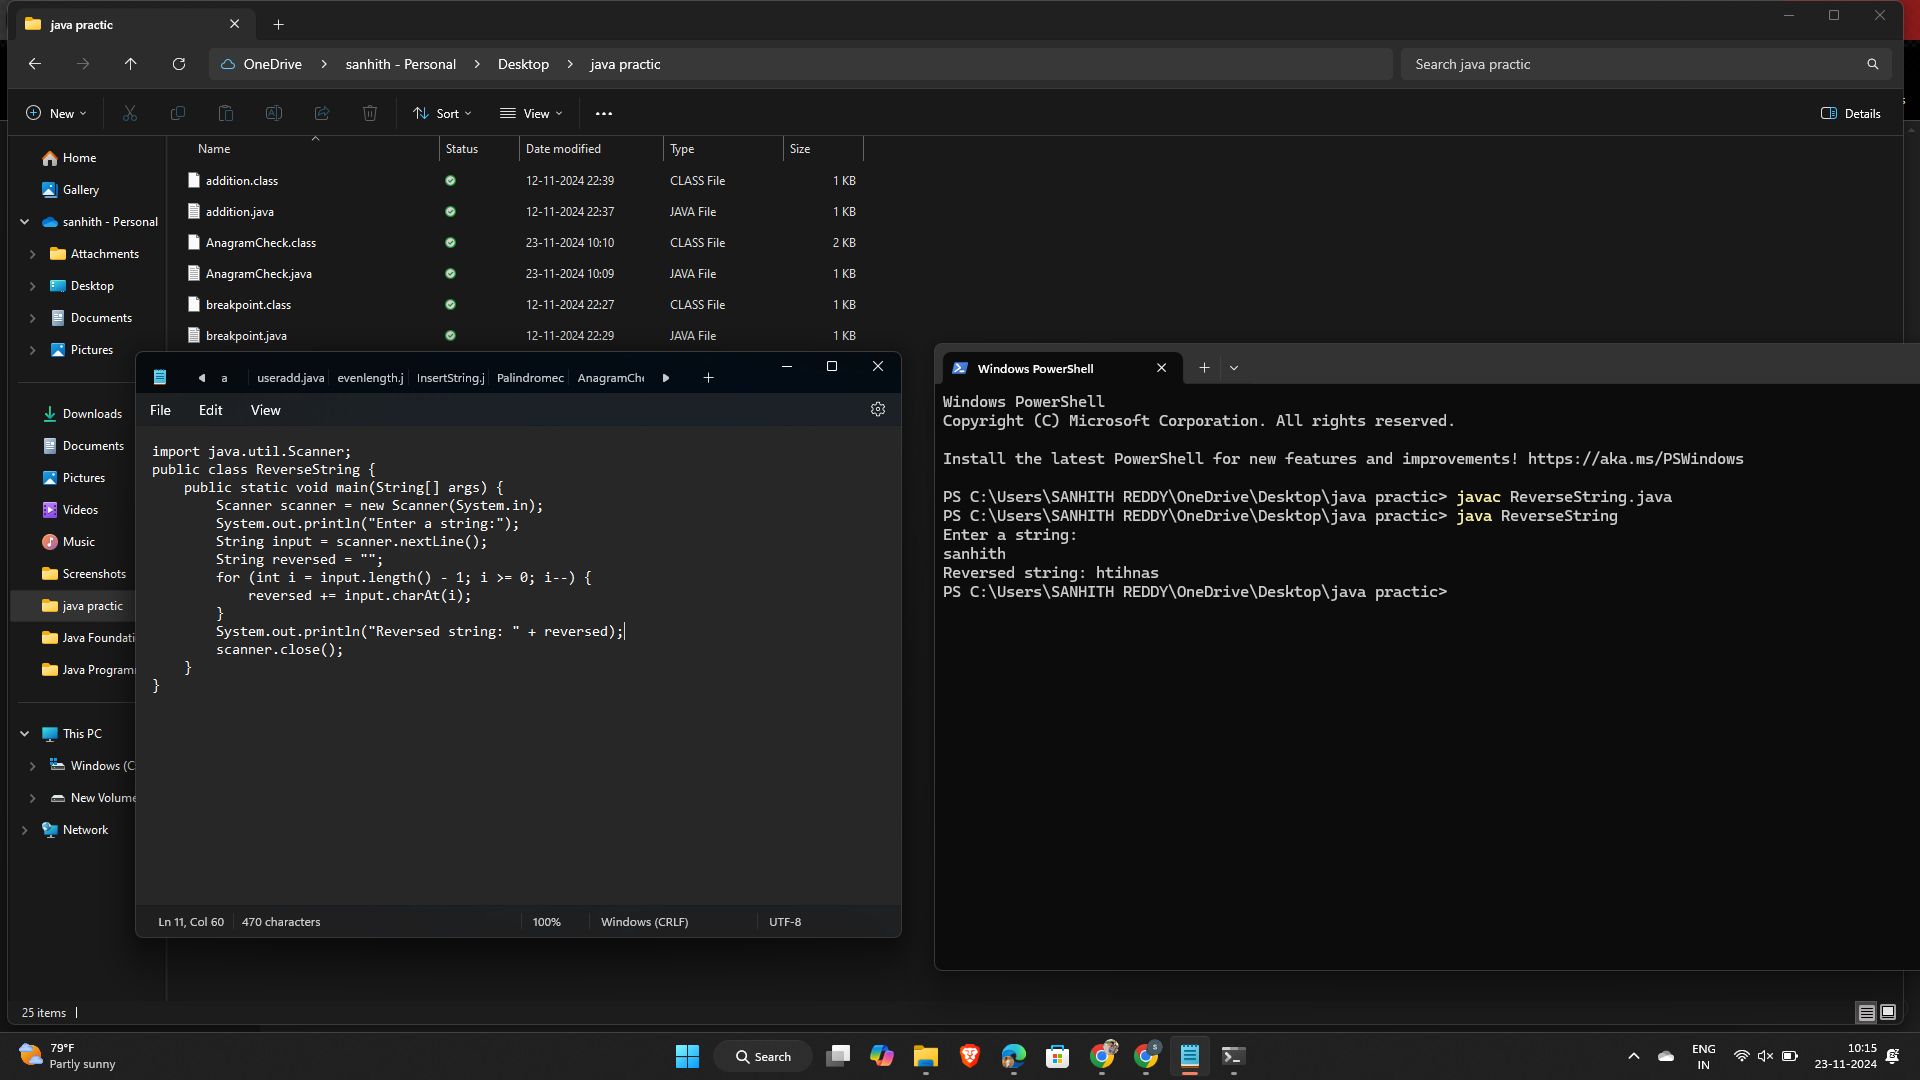 java practic
OneDrive > sanhith - Personal > Desktop > java practic
Search java practic
New
Sort
View
Details
Name Status Date modified Type Size
addition.class 12-11-2024 22:39 CLASS File 1 KB
addition.java 12-11-2024 22:37 JAVA File 1 KB
AnagramCheck.class 23-11-2024 10:10 CLASS File 2 KB
AnagramCheck.java 23-11-2024 10:09 JAVA File 1 KB
breakpoint.class 12-11-2024 22:27 CLASS File 1 KB
breakpoint.java 12-11-2024 22:29 JAVA File 1 KB
Home
Gallery
sanhith - Personal
Attachments
Desktop
Documents
Pictures
Downloads
Documents
Pictures
Videos
Music
Screenshots
java practic
Java Foundati
Java Program
This PC
Windows (C
New Volume
Network
25 items
a useradd.java evenlength.j InsertString.j Palindromec AnagramChe
File Edit View
import java.util.Scanner;
public class ReverseString {
public static void main(String[] args) {
Scanner scanner = new Scanner(System.in);
System.out.println("Enter a string:");
String input = scanner.nextLine();
String reversed = "";
for (int i = input.length() - 1; i >= 0; i--) {
reversed += input.charAt(i);
}
System.out.println("Reversed string: " + reversed);
scanner.close();
}
}
Ln 11, Col 60 470 characters 100% Windows (CRLF) UTF-8
Windows PowerShell
Windows PowerShell
Copyright (C) Microsoft Corporation. All rights reserved.
Install the latest PowerShell for new features and improvements! https://aka.ms/PSWindows
PS C:\Users\SANHITH REDDY\OneDrive\Desktop\java practic> javac ReverseString.java
PS C:\Users\SANHITH REDDY\OneDrive\Desktop\java practic> java ReverseString
Enter a string:
sanhith
Reversed string: htihnas
PS C:\Users\SANHITH REDDY\OneDrive\Desktop\java practic>
79°F
Partly sunny
Search
ENG
IN
10:15
23-11-2024